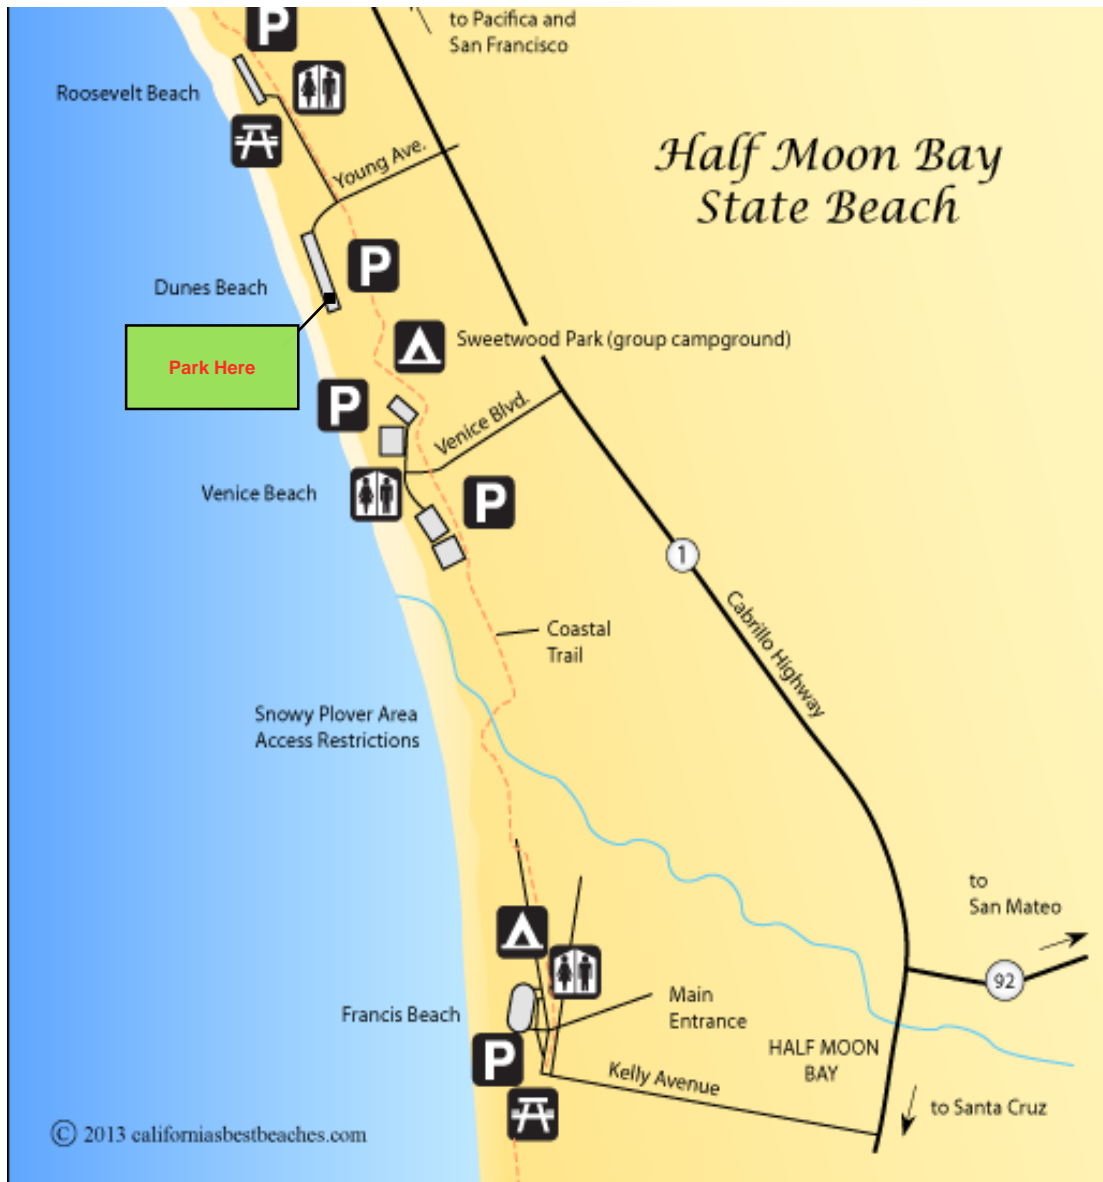 P
to Pacifica and
San Francisco
Roosevelt Beach
Half Moon Bay
State Beach
Young Ave.
P
Dunes Beach
Park Here
Sweetwood Park (group campground)
P
Venice Blvd.
Venice Beach
P
1
Cabrillo Highway
Coastal
Trail
Snowy Plover Area
Access Restrictions
to
San Mateo
92
Francis Beach
Main
Entrance
HALF MOON
BAY
P
Kelly Avenue
to Santa Cruz
© 2013 californiasbestbeaches.com